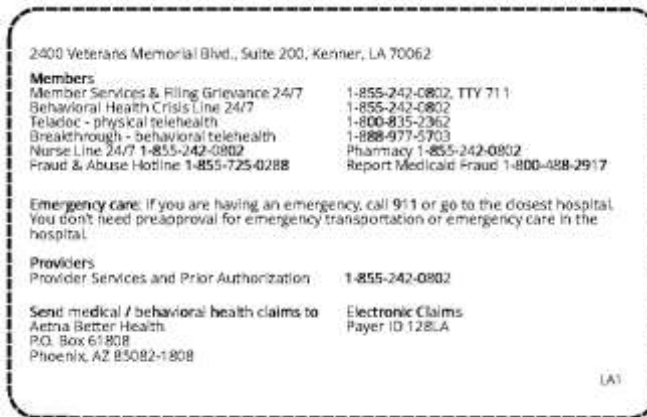 2400 Veterans Memorial Blvd., Suite 200, Kenner, LA 70062
Members
Member Services & Filing Grievance 24/7 1-855-242-0802, TTY 711
Behavioral Health Crisis Line 24/7 1-855-242-0802
Teladoc - physical telehealth 1-800-835-2362
Breakthrough - behavioral telehealth 1-888-977-5703
Nurse Line 24/7 1-855-242-0802 Pharmacy 1-855-242-0802
Fraud & Abuse Hotline 1-855-725-0288 Report Medicaid Fraud 1-800-488-2917
Emergency care: If you are having an emergency, call 911 or go to the closest hospital.
You don't need preapproval for emergency transportation or emergency care in the
hospital.
Providers
Provider Services and Prior Authorization 1-855-242-0802
Send medical / behavioral health claims to Electronic Claims
Aetna Better Health Payer ID 128LA
P.O. Box 61808
Phoenix, AZ 85082-1808
LA1